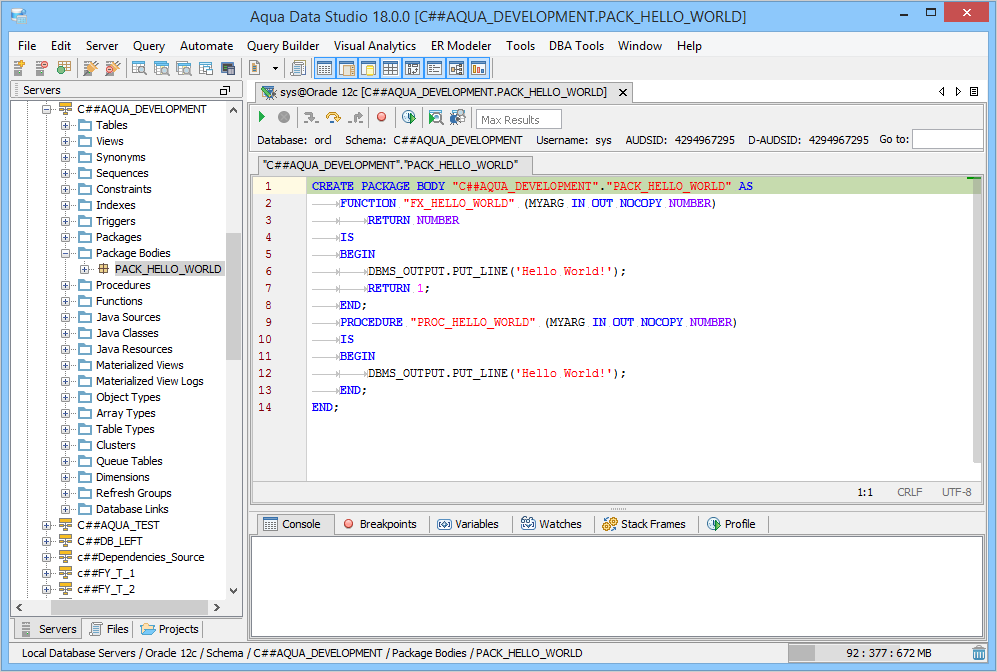 Aqua Data Studio 18.0.0 [C##AQUA_DEVELOPMENT.PACK_HELLO_WORLD]
File Edit Server Query Automate Query Builder Visual Analytics ER Modeler Tools DBA Tools Window Help
Servers
C##AQUA_DEVELOPMENT
Tables
Views
Synonyms
Sequences
Constraints
Indexes
Triggers
Packages
Package Bodies
PACK_HELLO_WORLD
Procedures
Functions
Java Sources
Java Classes
Java Resources
Materialized Views
Materialized View Logs
Object Types
Array Types
Table Types
Clusters
Queue Tables
Dimensions
Refresh Groups
Database Links
C##AQUA_TEST
C##DB_LEFT
c##Dependencies_Source
c##FY_T_1
c##FY_T_2
Servers Files Projects
sys@Oracle 12c [C##AQUA_DEVELOPMENT.PACK_HELLO_WORLD]
Max Results
Database: orcl Schema: C##AQUA_DEVELOPMENT Username: sys AUDSID: 4294967295 D-AUDSID: 4294967295 Go to:
"C##AQUA_DEVELOPMENT"."PACK_HELLO_WORLD"
1 CREATE PACKAGE BODY "C##AQUA_DEVELOPMENT"."PACK_HELLO_WORLD" AS
2 FUNCTION "FX_HELLO_WORLD" (MYARG IN OUT NOCOPY NUMBER)
3 RETURN NUMBER
4 IS
5 BEGIN
6 DBMS_OUTPUT.PUT_LINE('Hello World!');
7 RETURN 1;
8 END;
9 PROCEDURE "PROC_HELLO_WORLD" (MYARG IN OUT NOCOPY NUMBER)
10 IS
11 BEGIN
12 DBMS_OUTPUT.PUT_LINE('Hello World!');
13 END;
14 END;
1:1 CRLF UTF-8
Console Breakpoints Variables Watches Stack Frames Profile
Local Database Servers / Oracle 12c / Schema / C##AQUA_DEVELOPMENT / Package Bodies / PACK_HELLO_WORLD
92 : 377 : 672 MB